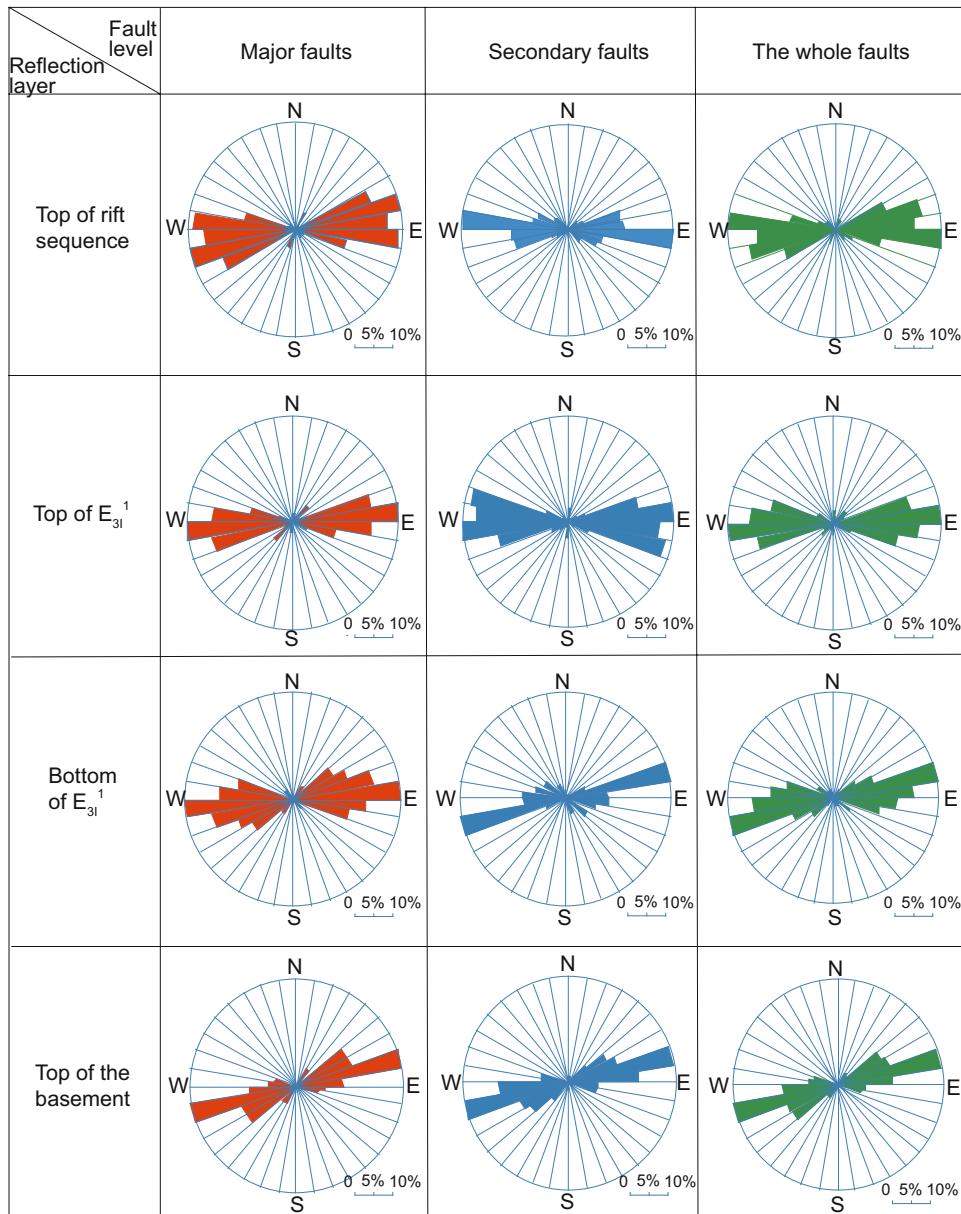 Fault
level
Reflection
layer
Major faults
Secondary faults
The whole faults
Top of rift
sequence
N
W
E
S
0 5% 10%
N
W
E
S
0 5% 10%
N
W
E
S
0 5% 10%
Top of E₃ₗ¹
N
W
E
S
0 5% 10%
N
W
E
S
0 5% 10%
N
W
E
S
0 5% 10%
Bottom
of E₃ₗ¹
N
W
E
S
0 5% 10%
N
W
E
S
0 5% 10%
N
W
E
S
0 5% 10%
Top of the
basement
N
W
E
S
0 5% 10%
N
W
E
S
0 5% 10%
N
W
E
S
0 5% 10%